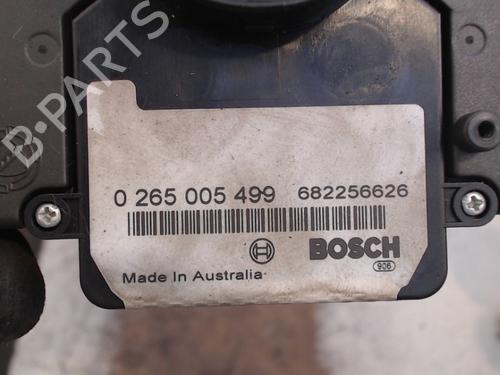 B-PARTS
0 265 005 499 682256626
BOSCH
Made In Australia
906